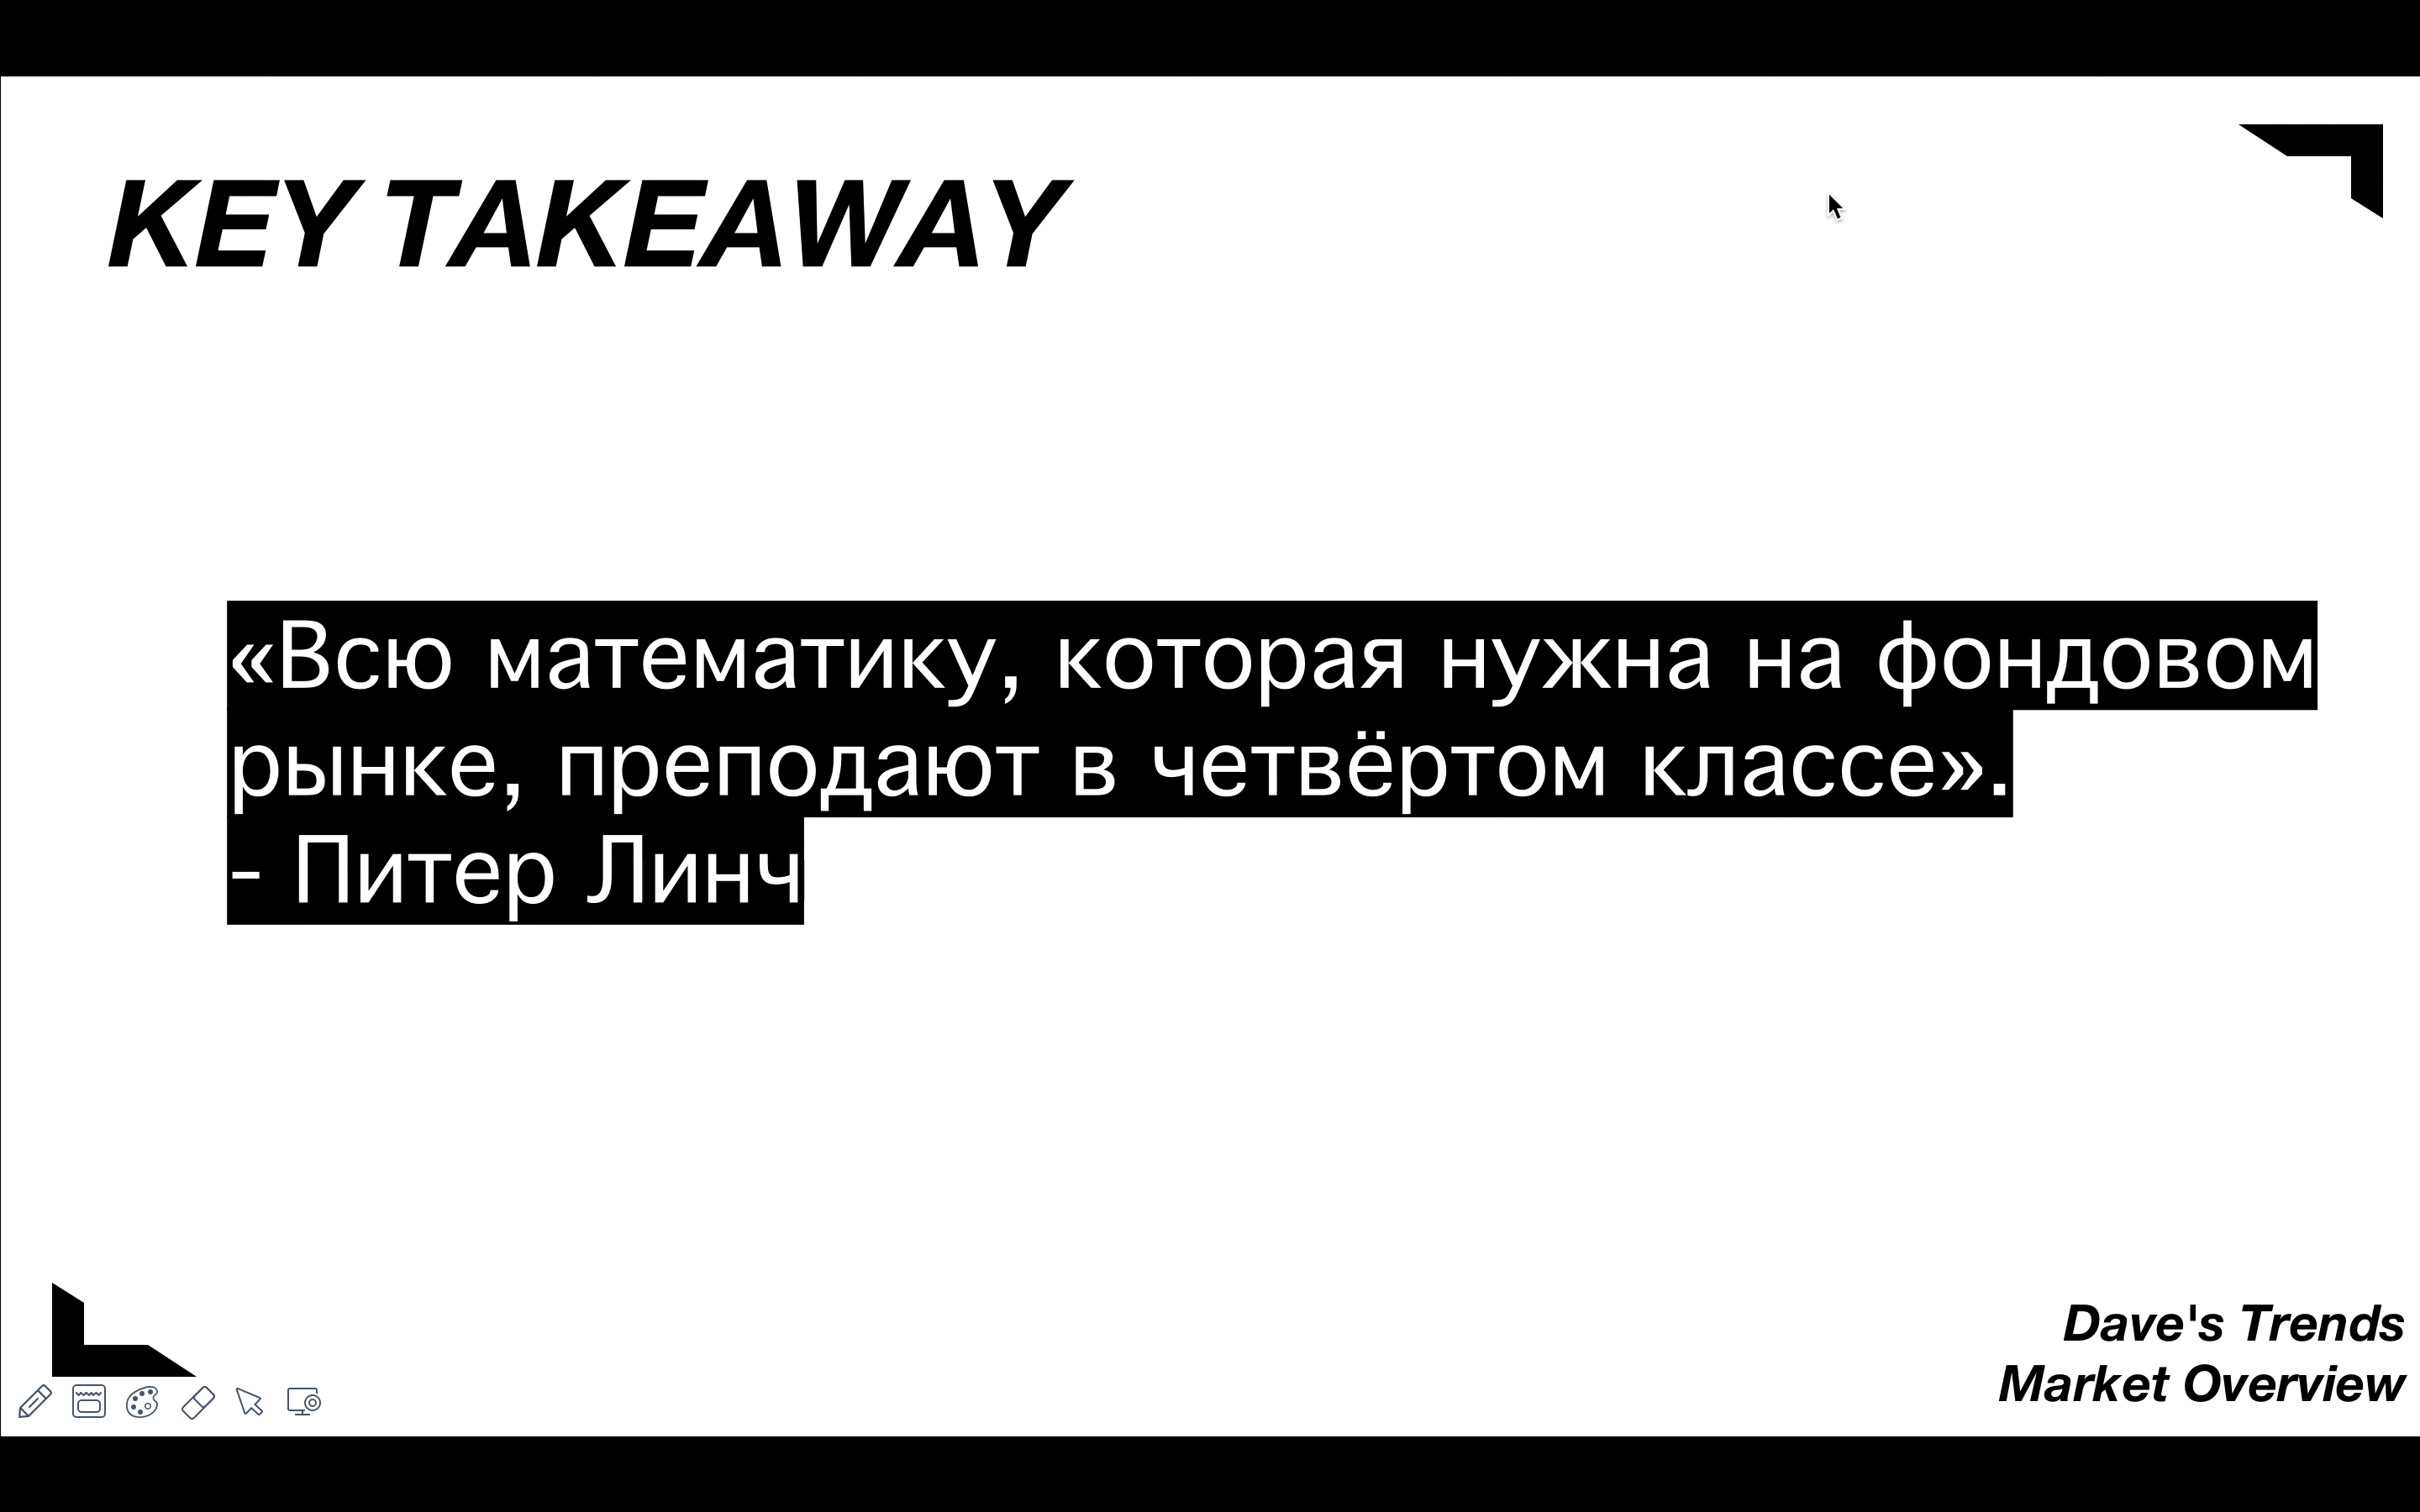 KEY TAKEAWAY
«Всю математику, которая нужна на фондовом
рынке, преподают в четвёртом классе».
- Питер Линч
Dave's Trends
Market Overview